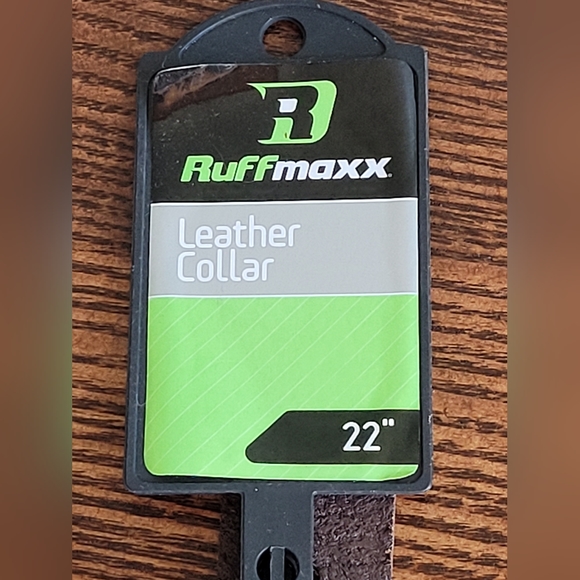 R
Ruffmaxx
Leather
Collar
22"